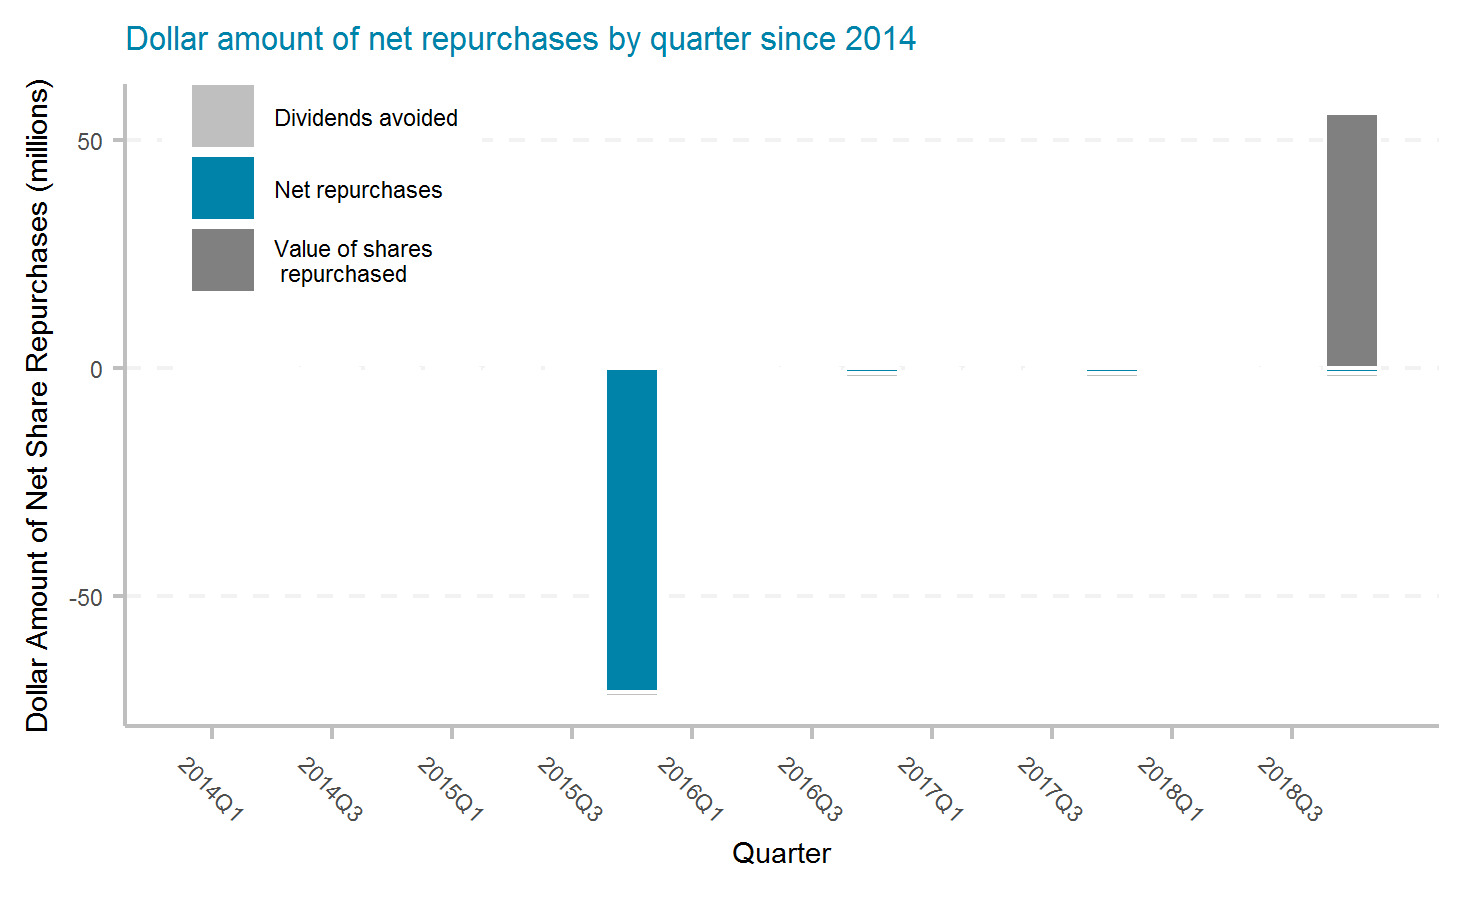 Dollar amount of net repurchases by quarter since 2014
Dollar Amount of Net Share Repurchases (millions)
50
0
-50
Dividends avoided
Net repurchases
Value of shares
repurchased
2014Q1
2014Q3
2015Q1
2015Q3
2016Q1
2016Q3
2017Q1
2017Q3
2018Q1
2018Q3
Quarter